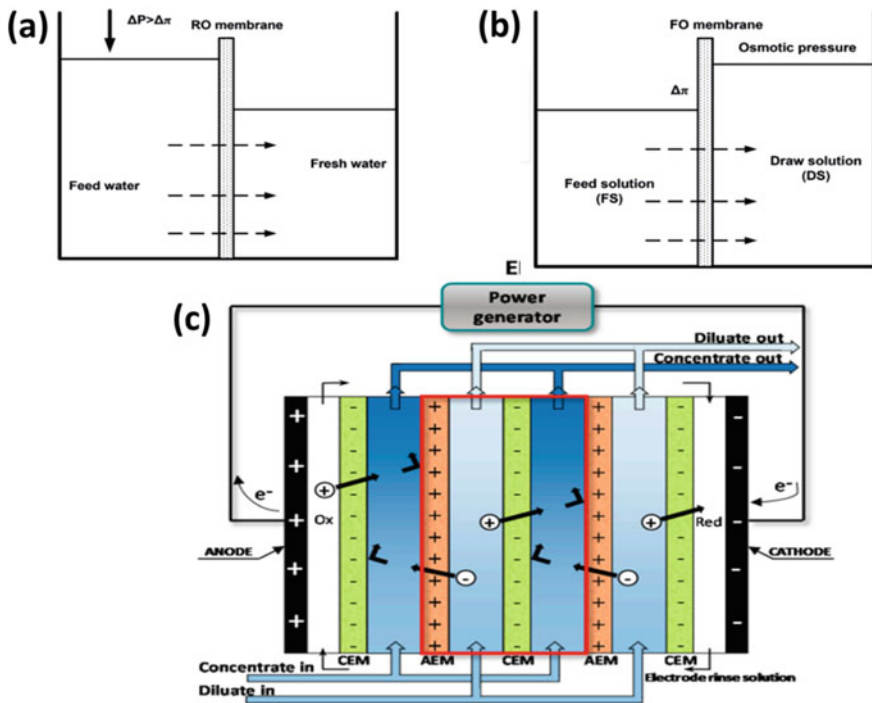 (a)
ΔP>Δπ
RO membrane
Feed water
Fresh water
(b)
FO membrane
Osmotic pressure
Δπ
Feed solution
(FS)
Draw solution
(DS)
(c)
Power
generator
Diluate out
Concentrate out
e⁻
Ox
ANODE
e⁻
Red
CATHODE
CEM
AEM
CEM
AEM
CEM
Concentrate in
Diluate in
Electrode rinse solution